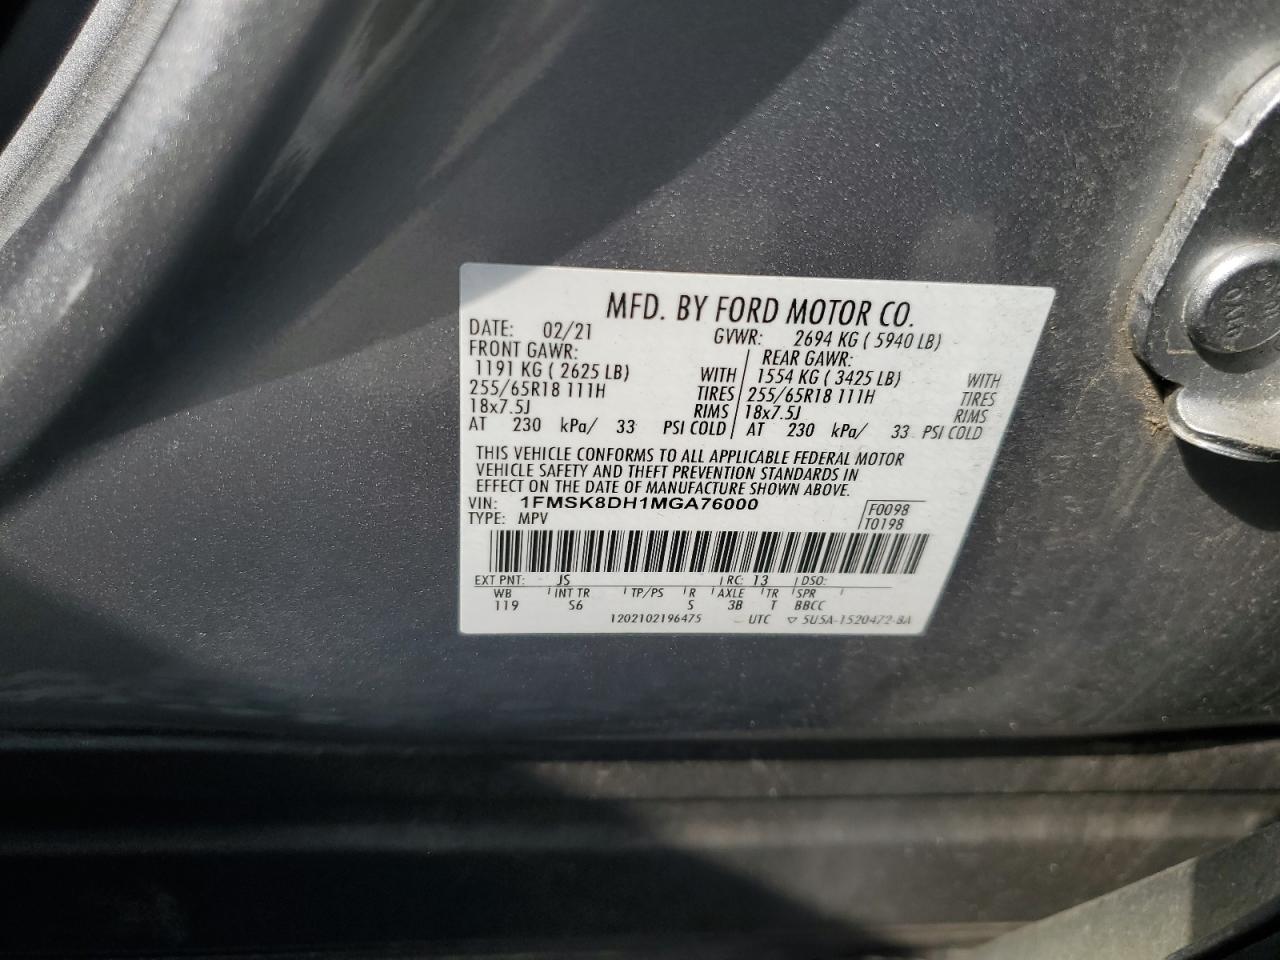 MFD. BY FORD MOTOR CO.
DATE: 02/21 GVWR: 2694 KG ( 5940 LB)
FRONT GAWR: REAR GAWR:
1191 KG ( 2625 LB) WITH 1554 KG ( 3425 LB) WITH
255/65R18 111H TIRES 255/65R18 111H TIRES
18x7.5J RIMS 18x7.5J RIMS
AT 230 kPa/ 33 PSI COLD AT 230 kPa/ 33 PSI COLD
THIS VEHICLE CONFORMS TO ALL APPLICABLE FEDERAL MOTOR
VEHICLE SAFETY AND THEFT PREVENTION STANDARDS IN
EFFECT ON THE DATE OF MANUFACTURE SHOWN ABOVE.
VIN: 1FMSK8DH1MGA76000 F0098
TYPE: MPV T0198
EXT PNT: JS RC: 13 DSO:
WB INT TR TP/PS R AXLE TR SPR
119 S6 S 3B T BBCC
1202102196475 UTC ▽ 5U5A-1520472-BA